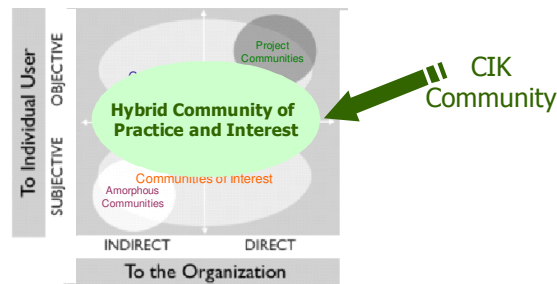 To Individual User
OBJECTIVE
SUBJECTIVE
Project
Communities
Hybrid Community of
Practice and Interest
Communities of Interest
Amorphous
Communities
INDIRECT
DIRECT
To the Organization
CIK
Community